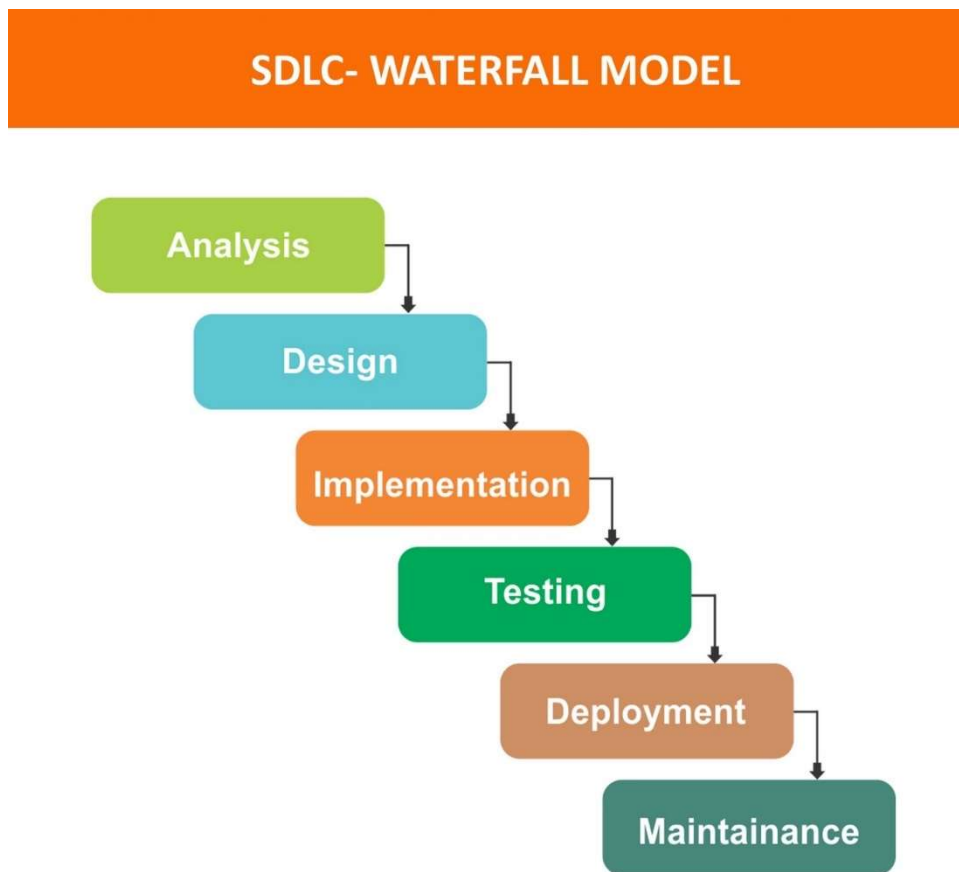 SDLC- WATERFALL MODEL
Analysis
Design
Implementation
Testing
Deployment
Maintainance